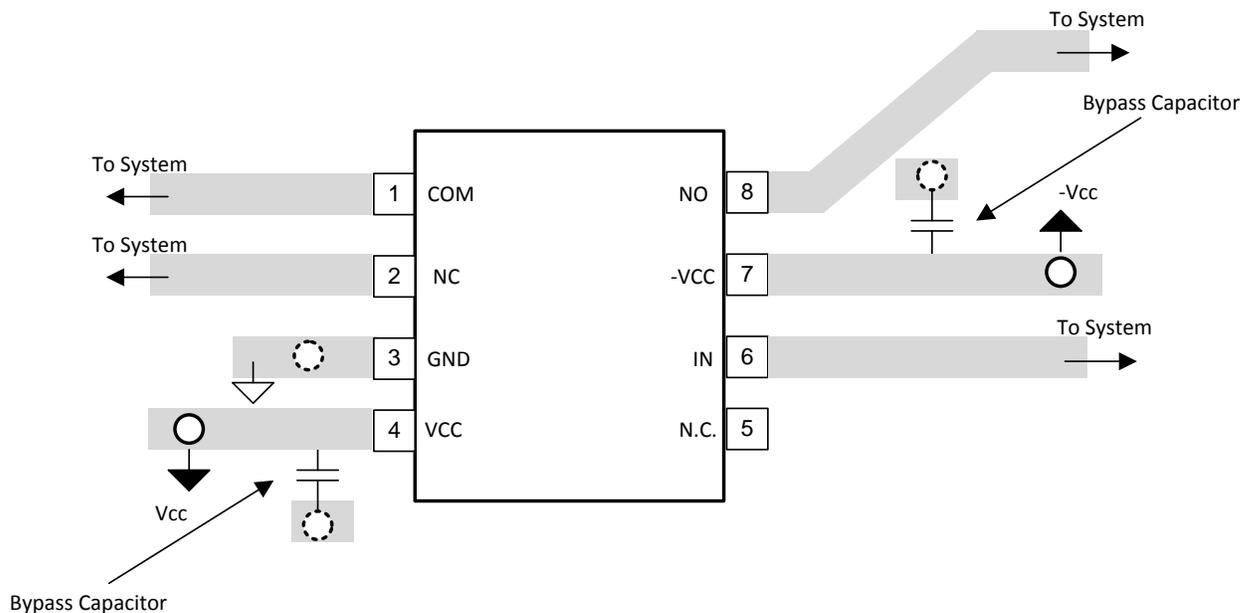 To System
Bypass Capacitor
To System
1 COM
NO 8
-Vcc
To System
2 NC
-VCC 7
3 GND
To System
IN 6
4 VCC
N.C. 5
Vcc
Bypass Capacitor